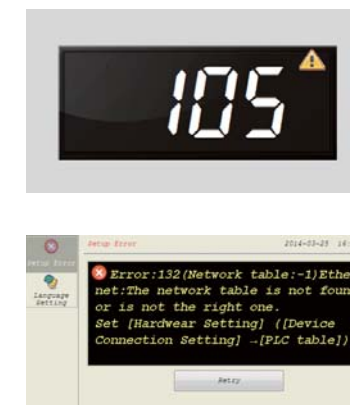 105
Setup Error 2014-03-25 16:
Setup Error
Language
Setting
Error:132(Network table:-1)Ethe
net:The network table is not foun
or is not the right one.
Set [Hardwear Setting] ([Device
Connection Setting] →[PLC table])
Retry